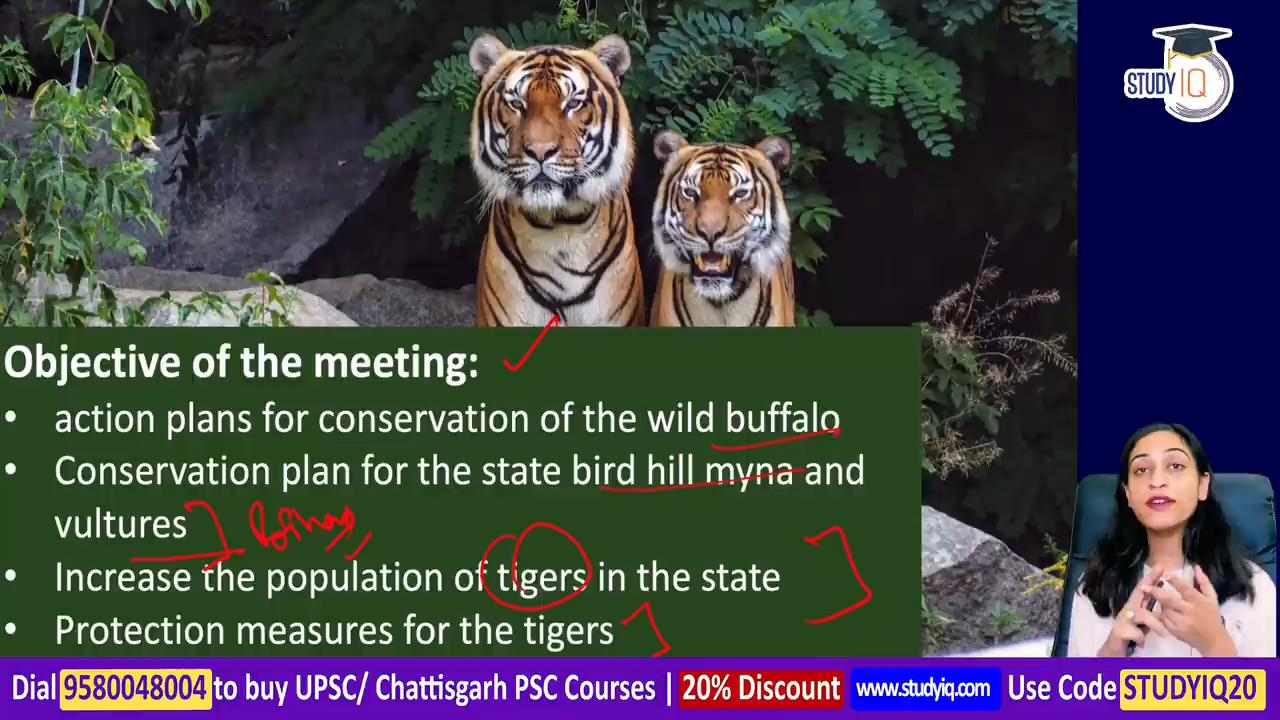 STUDY IQ
Objective of the meeting:
• action plans for conservation of the wild buffalo
• Conservation plan for the state bird hill myna and
vultures
• Increase the population of tigers in the state
• Protection measures for the tigers
Dial 9580048004 to buy UPSC/ Chattisgarh PSC Courses | 20% Discount www.studyiq.com Use Code STUDYIQ20